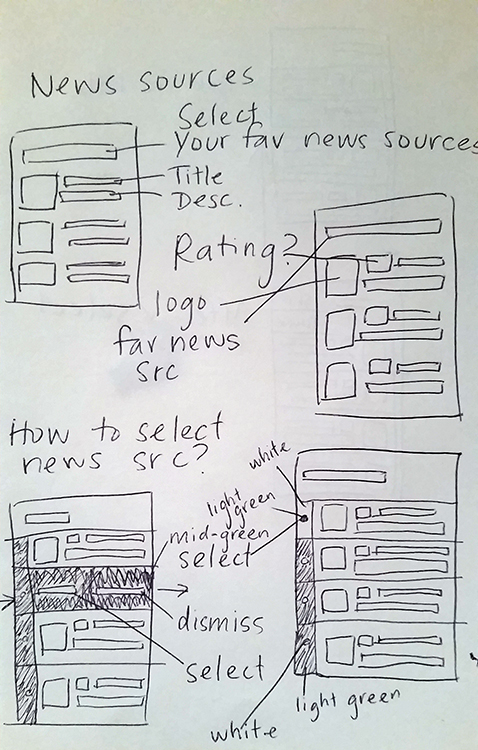 News sources
Select
Your fav news sources
Title
Desc.
Rating?
logo
fav news
src
How to select
news src?
white
light
green
mid-green
select
dismiss
select
light green
white